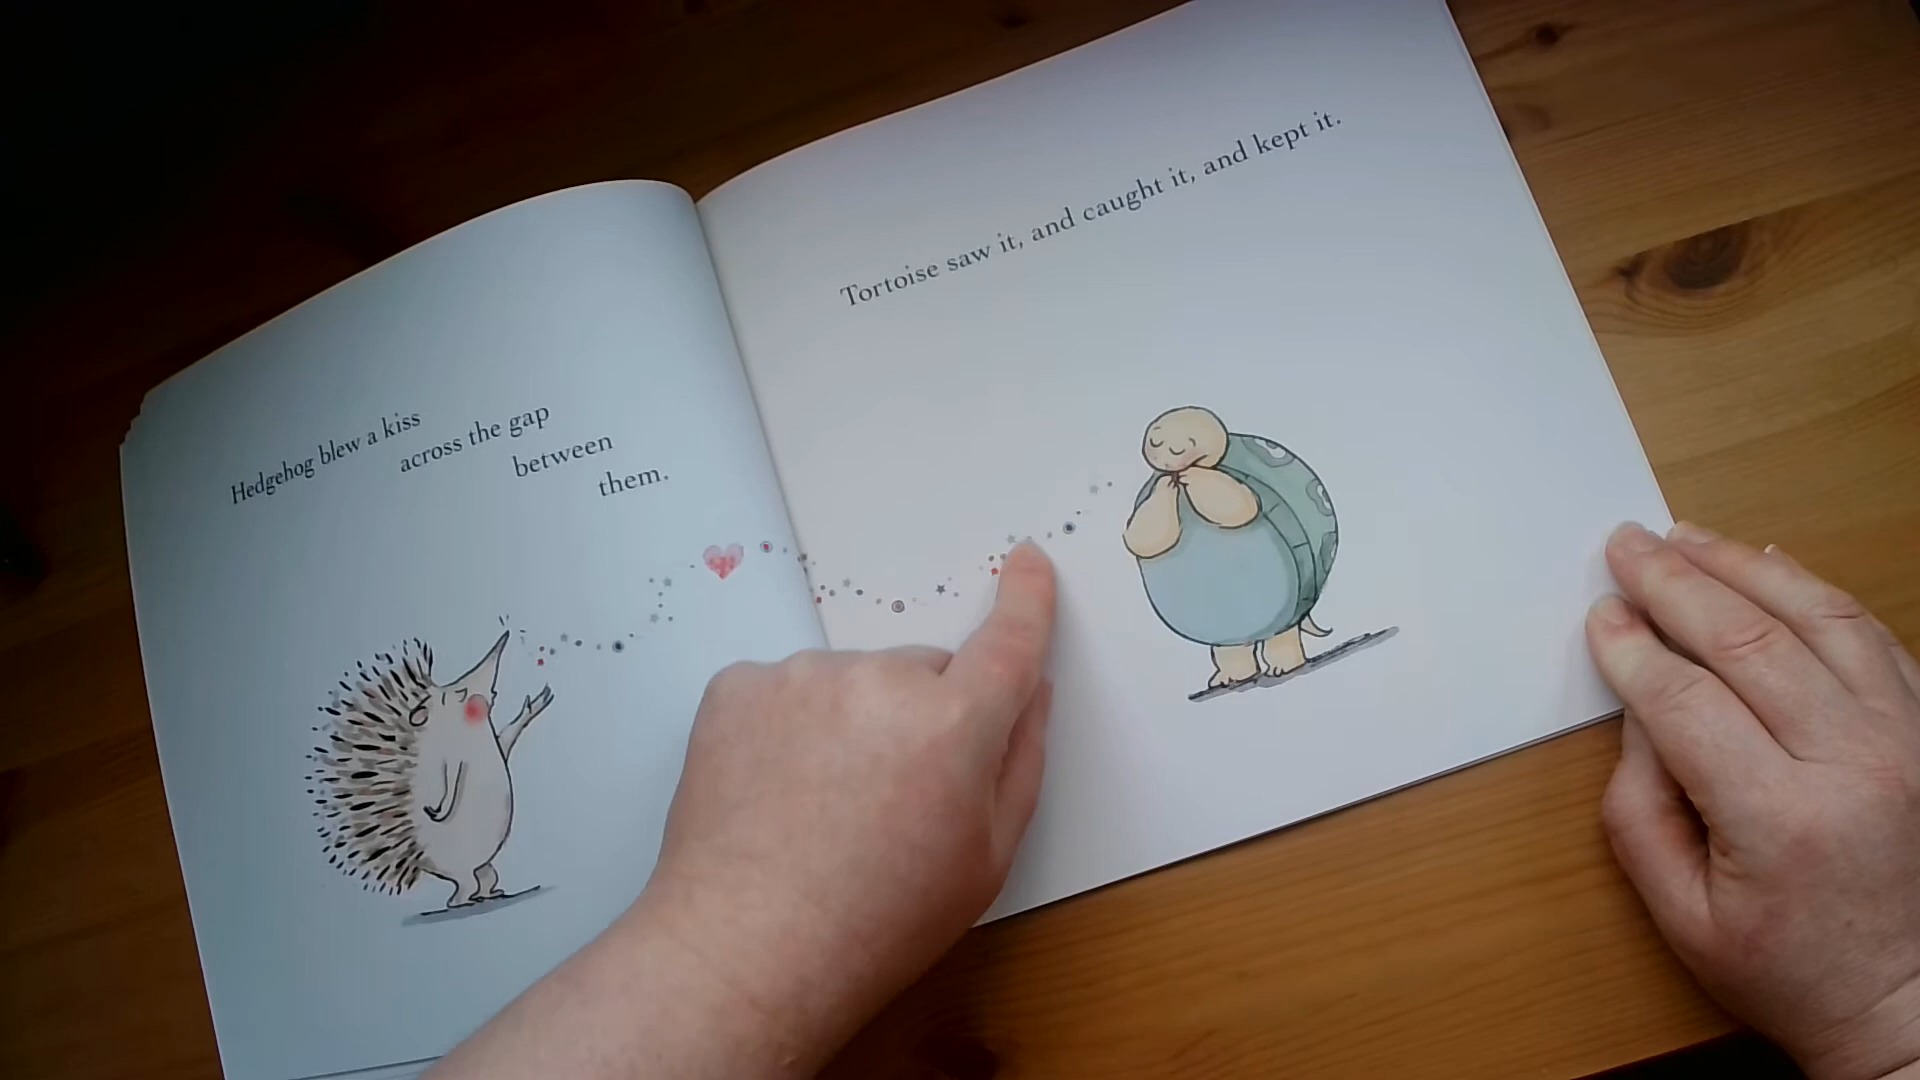 Hedgehog blew a kiss
across the gap
between
them.
Tortoise saw it, and caught it, and kept it.